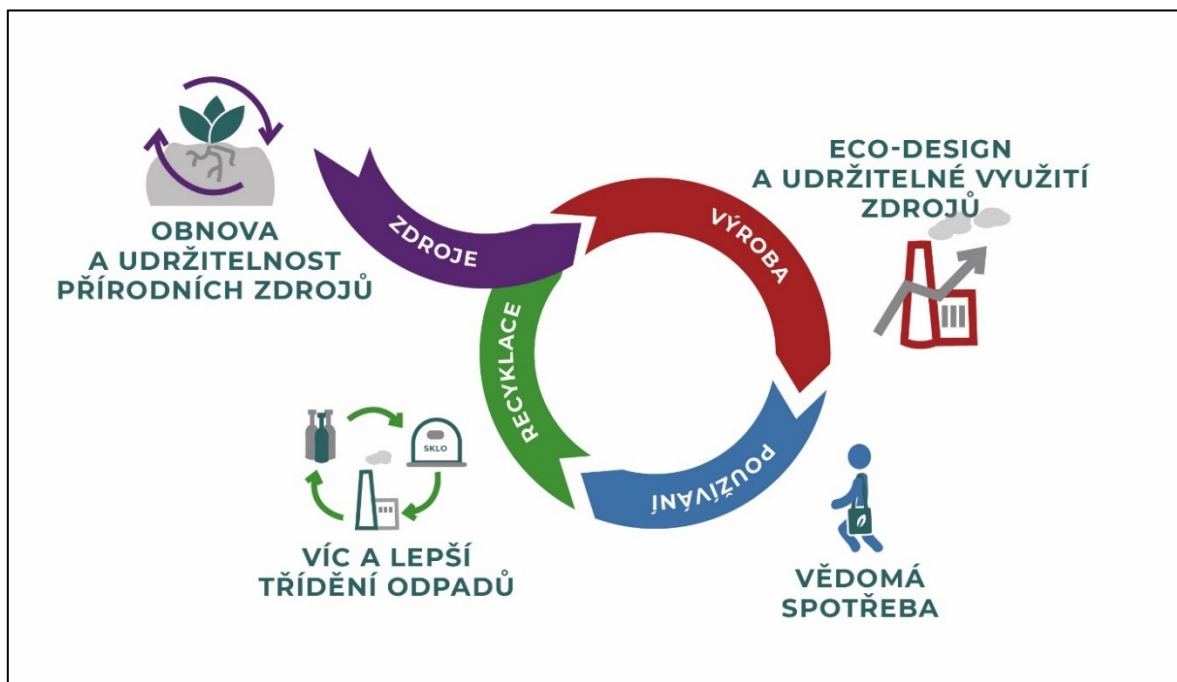 OBNOVA
A UDRŽITELNOST
PŘÍRODNÍCH ZDROJŮ
ZDROJE
VÝROBA
ECO-DESIGN
A UDRŽITELNÉ VYUŽITÍ
ZDROJŮ
RECYKLACE
POUŽÍVÁNÍ
SKLO
VÍC A LEPŠÍ
TŘÍDĚNÍ ODPADŮ
VĚDOMÁ
SPOTŘEBA